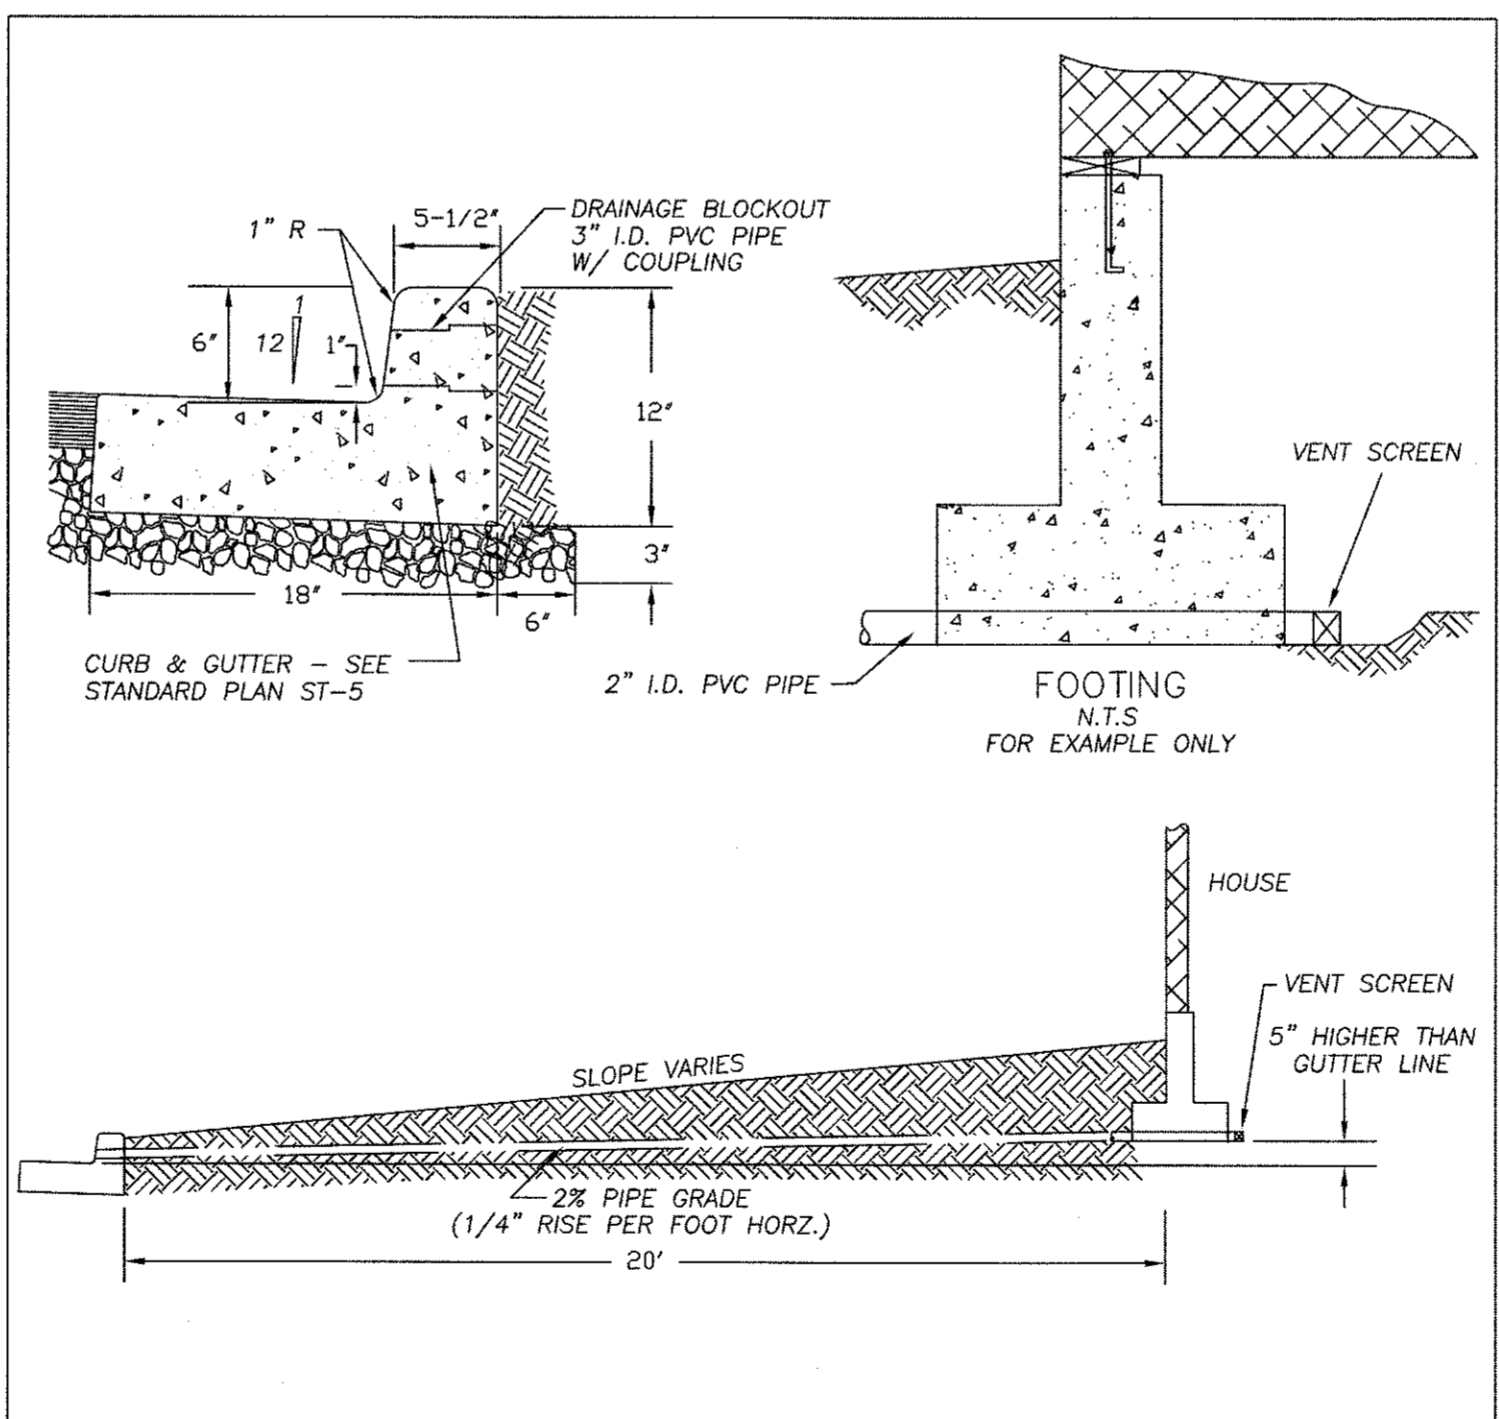 1" R
5-1/2"
DRAINAGE BLOCKOUT
3" I.D. PVC PIPE
W/ COUPLING
6"
12
1
1"
12"
3"
18"
6"
CURB & GUTTER – SEE
STANDARD PLAN ST-5
VENT SCREEN
2" I.D. PVC PIPE
FOOTING
N.T.S
FOR EXAMPLE ONLY
HOUSE
VENT SCREEN
5" HIGHER THAN
GUTTER LINE
SLOPE VARIES
2% PIPE GRADE
(1/4" RISE PER FOOT HORZ.)
20'